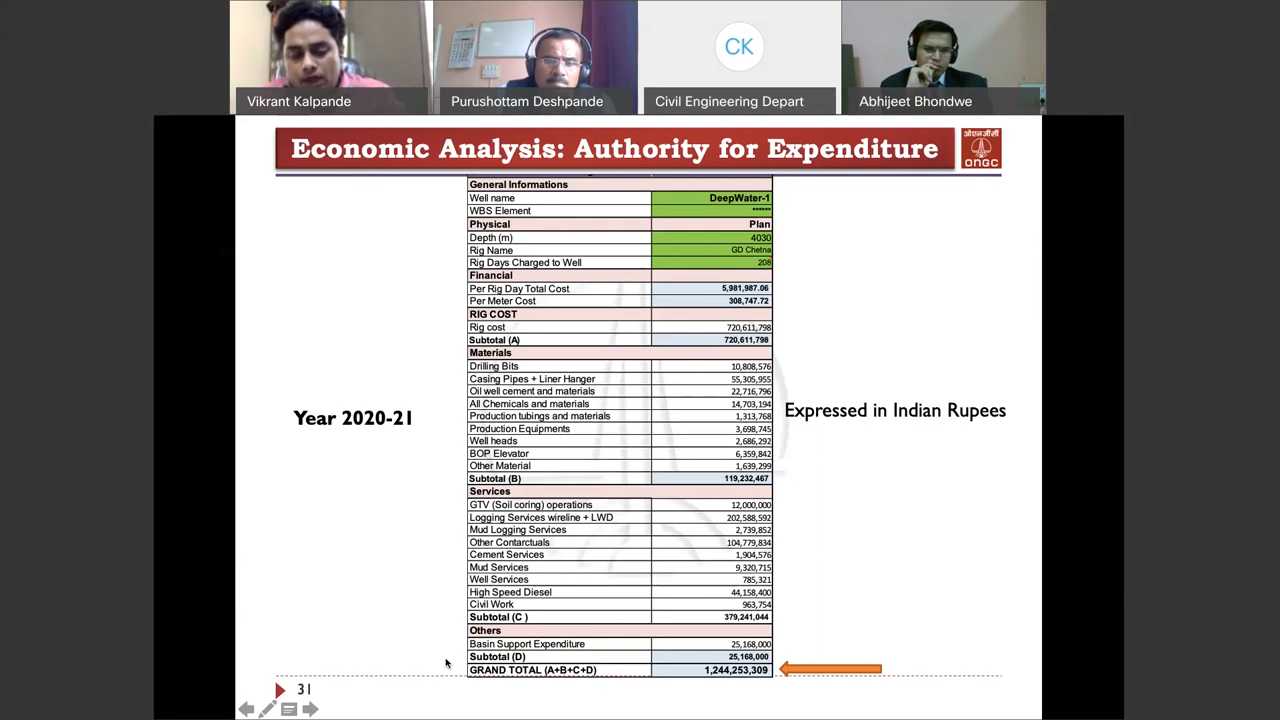 Vikrant Kalpande
Purushottam Deshpande
CK
Civil Engineering Depart
Abhijeet Bhondwe
Economic Analysis: Authority for Expenditure
ओएनजीसी
ONGC
General Informations
Well name DeepWater-1
WBS Element ******
Physical Plan
Depth (m) 4030
Rig Name GD Chetna
Rig Days Charged to Well 208
Financial
Per Rig Day Total Cost 5,981,987.06
Per Meter Cost 308,747.72
RIG COST
Rig cost 720,611,798
Subtotal (A) 720,611,798
Materials
Drilling Bits 10,808,576
Casing Pipes + Liner Hanger 55,305,955
Oil well cement and materials 22,716,796
All Chemicals and materials 14,703,194
Production tubings and materials 1,313,768
Production Equipments 3,698,745
Well heads 2,686,292
BOP Elevator 6,359,842
Other Material 1,639,299
Subtotal (B) 119,232,467
Services
GTV (Soil coring) operations 12,000,000
Logging Services wireline + LWD 202,588,592
Mud Logging Services 2,739,852
Other Contarctuals 104,779,834
Cement Services 1,904,576
Mud Services 9,320,715
Well Services 785,321
High Speed Diesel 44,158,400
Civil Work 963,754
Subtotal (C ) 379,241,044
Others
Basin Support Expenditure 25,168,000
Subtotal (D) 25,168,000
GRAND TOTAL (A+B+C+D) 1,244,253,309
Year 2020-21
Expressed in Indian Rupees
31